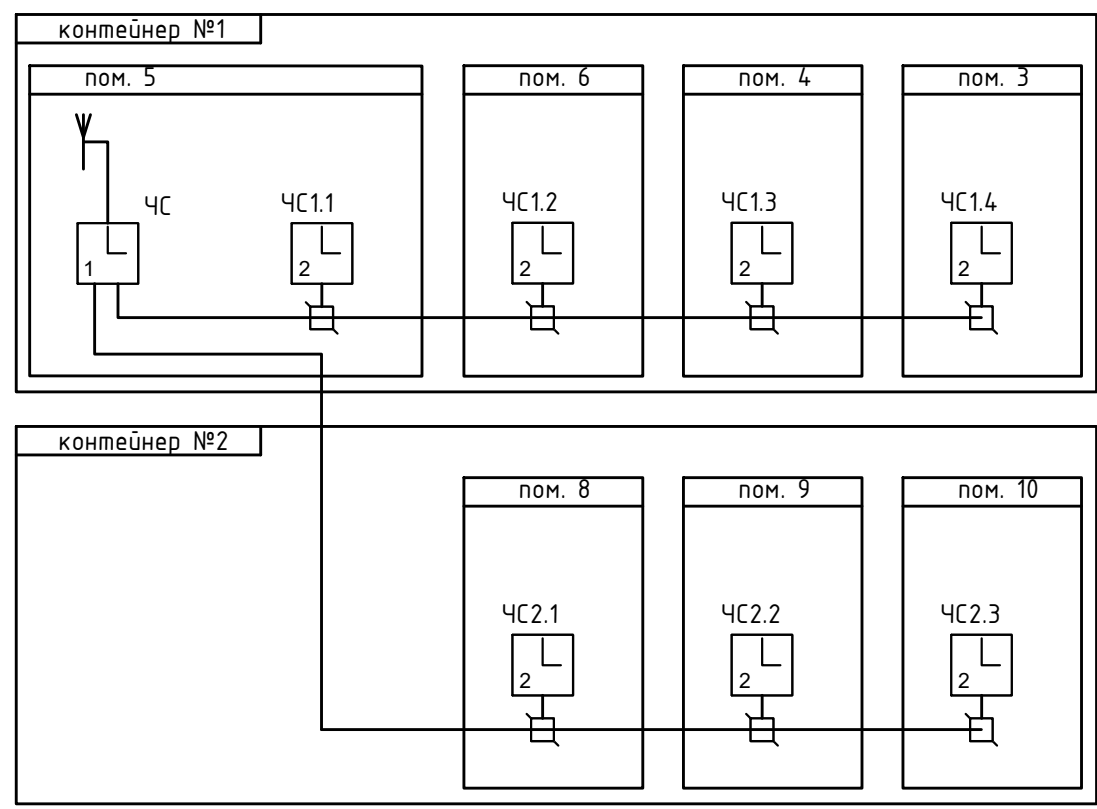 контейнер №1
пом. 5
пом. 6
пом. 4
пом. 3
ЧС
ЧС1.1
ЧС1.2
ЧС1.3
ЧС1.4
1
2
2
2
2
контейнер №2
пом. 8
пом. 9
пом. 10
ЧС2.1
ЧС2.2
ЧС2.3
2
2
2